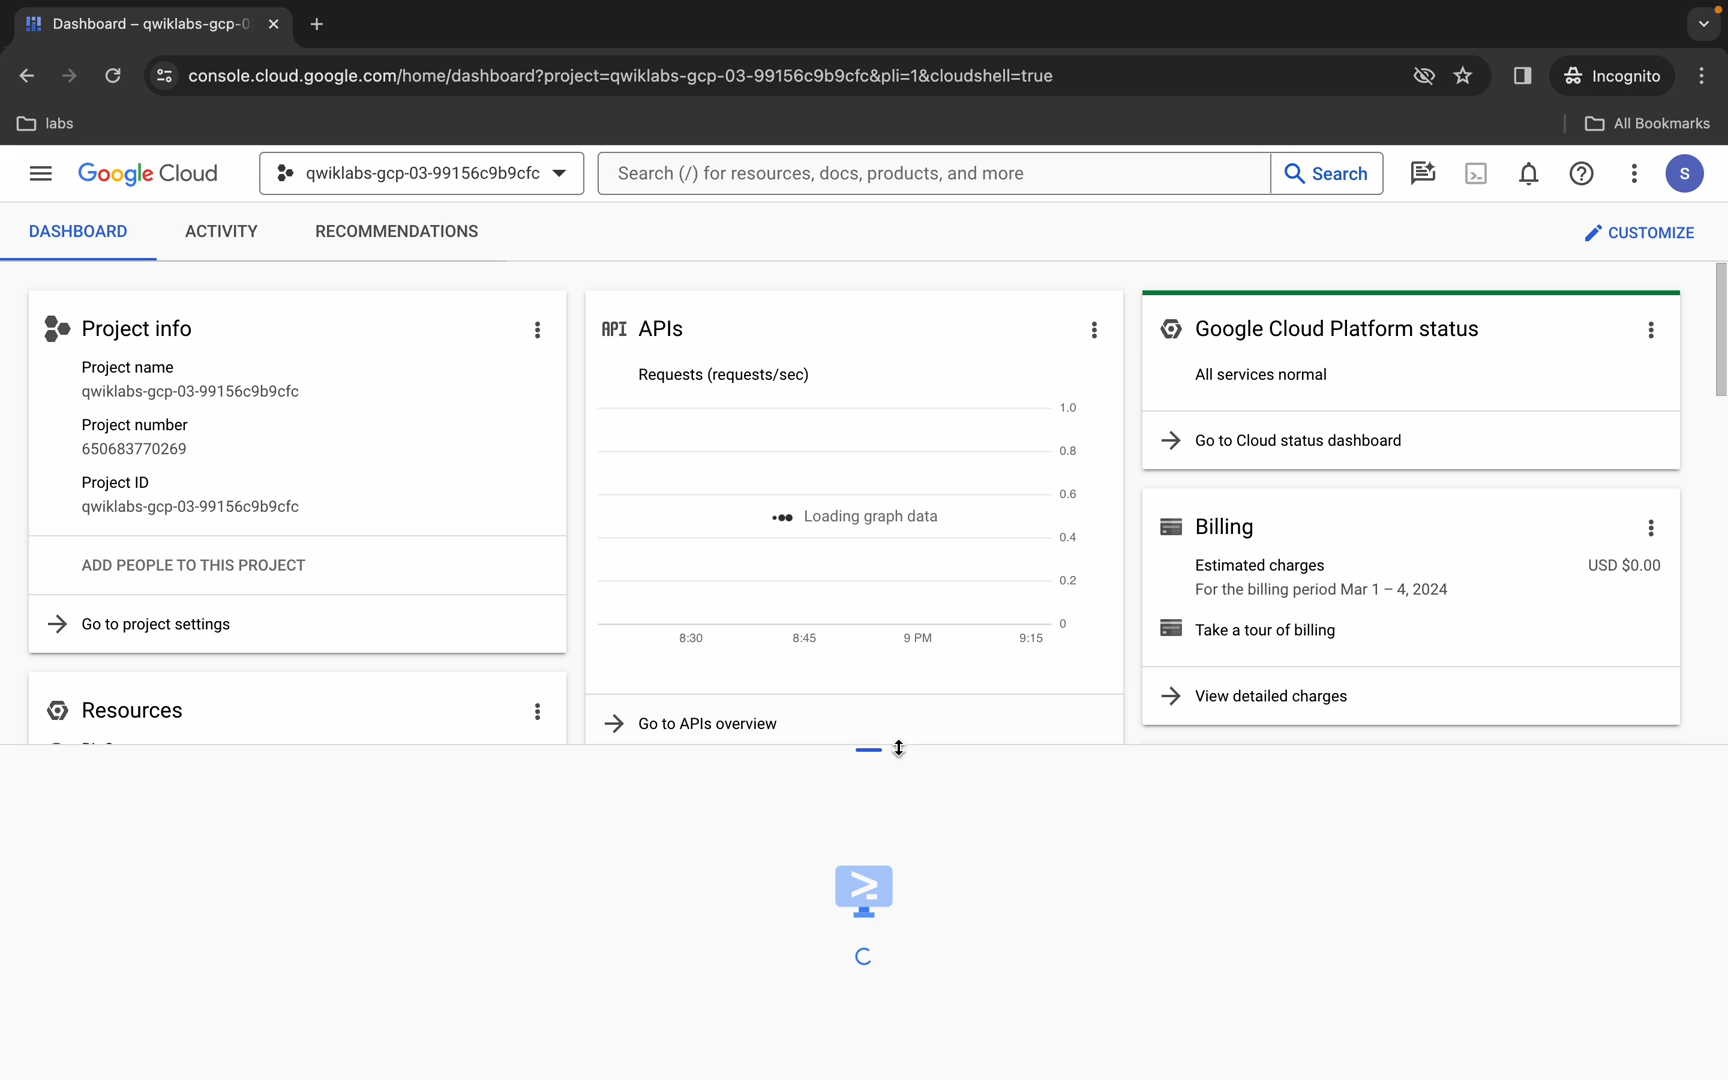 Dashboard – qwiklabs-gcp-0
console.cloud.google.com/home/dashboard?project=qwiklabs-gcp-03-99156c9b9cfc&pli=1&cloudshell=true
Incognito
labs
All Bookmarks
Google Cloud
qwiklabs-gcp-03-99156c9b9cfc
Search (/) for resources, docs, products, and more
Search
S
DASHBOARD
ACTIVITY
RECOMMENDATIONS
CUSTOMIZE
Project info
Project name
qwiklabs-gcp-03-99156c9b9cfc
Project number
650683770269
Project ID
qwiklabs-gcp-03-99156c9b9cfc
ADD PEOPLE TO THIS PROJECT
Go to project settings
Resources
API APIs
Requests (requests/sec)
1.0
0.8
0.6
Loading graph data
0.4
0.2
0
8:30 8:45 9 PM 9:15
Go to APIs overview
Google Cloud Platform status
All services normal
Go to Cloud status dashboard
Billing
Estimated charges USD $0.00
For the billing period Mar 1 – 4, 2024
Take a tour of billing
View detailed charges